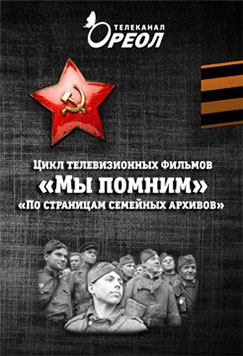 ТЕЛЕКАНАЛ
ОРЕОЛ
ЦИКЛ ТЕЛЕВИЗИОННЫХ ФИЛЬМОВ
«МЫ ПОМНИМ»
«ПО СТРАНИЦАМ СЕМЕЙНЫХ АРХИВОВ»